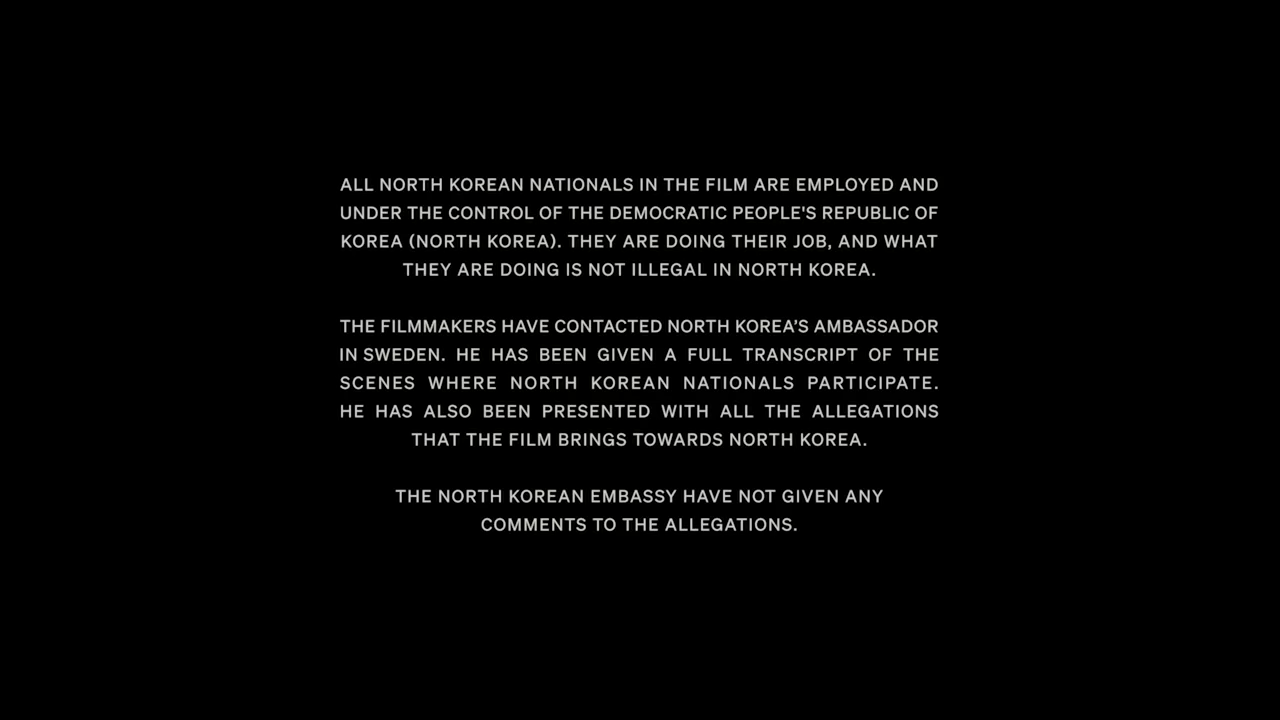 ALL NORTH KOREAN NATIONALS IN THE FILM ARE EMPLOYED AND
UNDER THE CONTROL OF THE DEMOCRATIC PEOPLE'S REPUBLIC OF
KOREA (NORTH KOREA). THEY ARE DOING THEIR JOB, AND WHAT
THEY ARE DOING IS NOT ILLEGAL IN NORTH KOREA.
THE FILMMAKERS HAVE CONTACTED NORTH KOREA’S AMBASSADOR
IN SWEDEN. HE HAS BEEN GIVEN A FULL TRANSCRIPT OF THE
SCENES WHERE NORTH KOREAN NATIONALS PARTICIPATE.
HE HAS ALSO BEEN PRESENTED WITH ALL THE ALLEGATIONS
THAT THE FILM BRINGS TOWARDS NORTH KOREA.
THE NORTH KOREAN EMBASSY HAVE NOT GIVEN ANY
COMMENTS TO THE ALLEGATIONS.